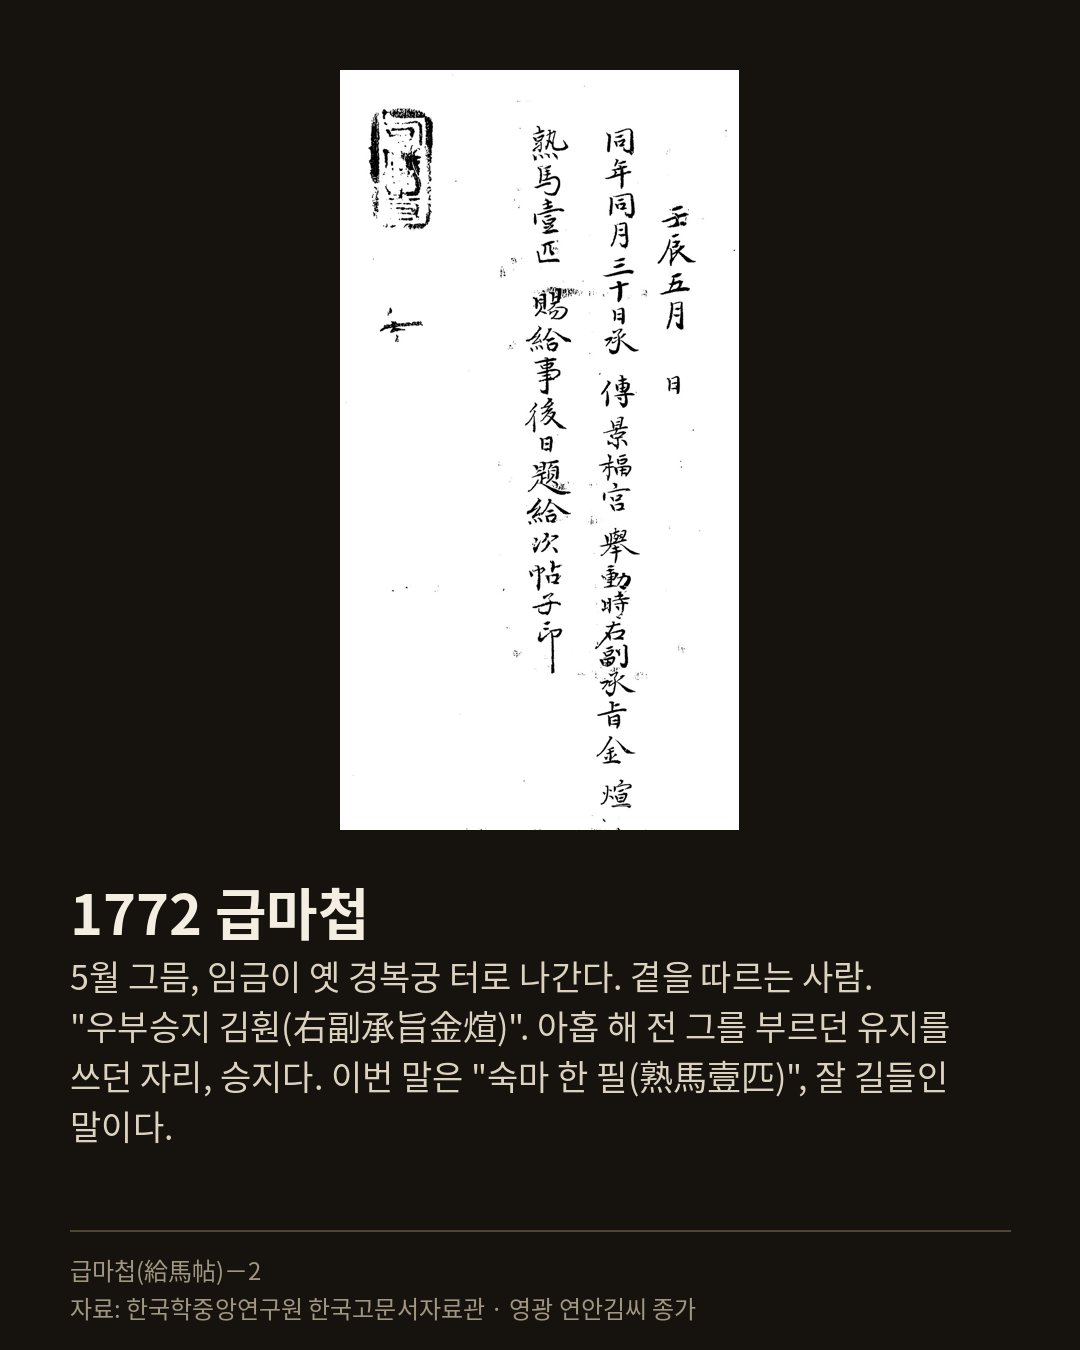 壬辰五月 日
同年同月三十日承 傳景福宮 舉動時右副承旨金煊
熟馬壹匹 賜給事後日題給次帖子印
1772 급마첩
5월 그믐, 임금이 옛 경복궁 터로 나간다. 곁을 따르는 사람.
"우부승지 김훤(右副承旨金煊)". 아홉 해 전 그를 부르던 유지를
쓰던 자리, 승지다. 이번 말은 "숙마 한 필(熟馬壹匹)", 잘 길들인
말이다.
급마첩(給馬帖)－2
자료: 한국학중앙연구원 한국고문서자료관 · 영광 연안김씨 종가